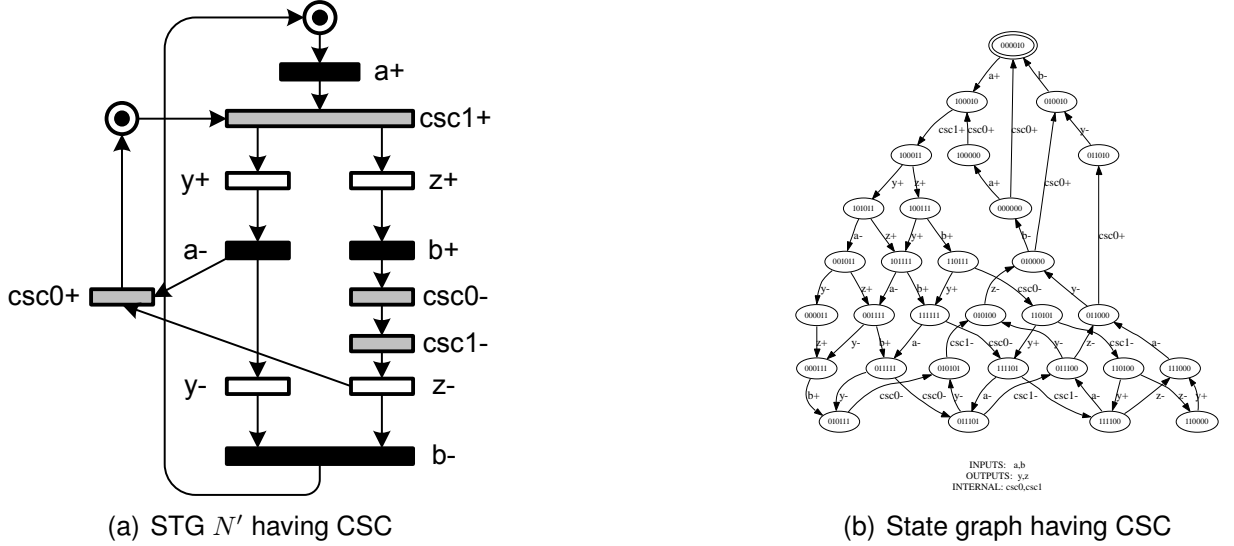 a+
csc1+
y+
z+
a-
b+
csc0+
csc0-
csc1-
y-
z-
b-
(a) STG N′ having CSC
000010
a+
b-
100010
010010
csc1+
csc0+
csc0+
y-
100011
100000
011010
y+
z+
a+
csc0+
101011
100111
000000
csc0+
a-
z+
y+
b+
b-
001011
101111
110111
010000
y-
z+
a-
b+
y+
csc0-
z-
y-
000011
001111
111111
010100
110101
011000
z+
y-
b+
a-
csc1-
csc0-
y+
y-
z-
csc1-
a-
000111
011111
010101
111101
011100
110100
111000
b+
y-
csc0-
csc0-
y-
a-
csc1-
csc1-
a-
y+
z-
z-
y+
010111
011101
111100
110000
INPUTS: a,b
OUTPUTS: y,z
INTERNAL: csc0,csc1
(b) State graph having CSC